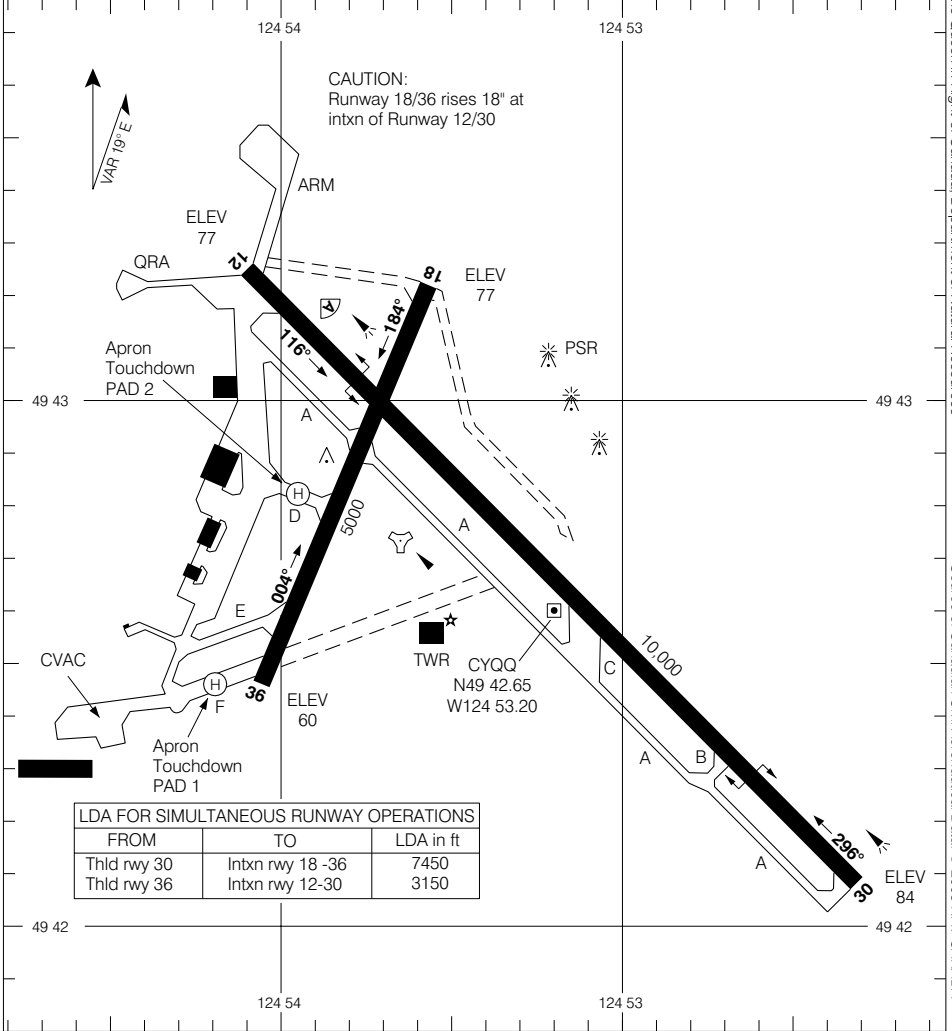 124 54
124 53
CAUTION:
Runway 18/36 rises 18" at
intxn of Runway 12/30
VAR 19° E
ARM
ELEV
77
QRA
12
18
ELEV
77
A
184°
116°
PSR
Apron
Touchdown
PAD 2
49 43
49 43
A
H
D
5000
A
004°
E
TWR
CYQQ
N49 42.65
W124 53.20
10,000
C
CVAC
H
F
36
ELEV
60
Apron
Touchdown
PAD 1
A
B
296°
A
30
ELEV
84
LDA FOR SIMULTANEOUS RUNWAY OPERATIONS
FROM TO LDA in ft
Thld rwy 30 Intxn rwy 18 -36 7450
Thld rwy 36 Intxn rwy 12-30 3150
49 42
49 42
124 54
124 53